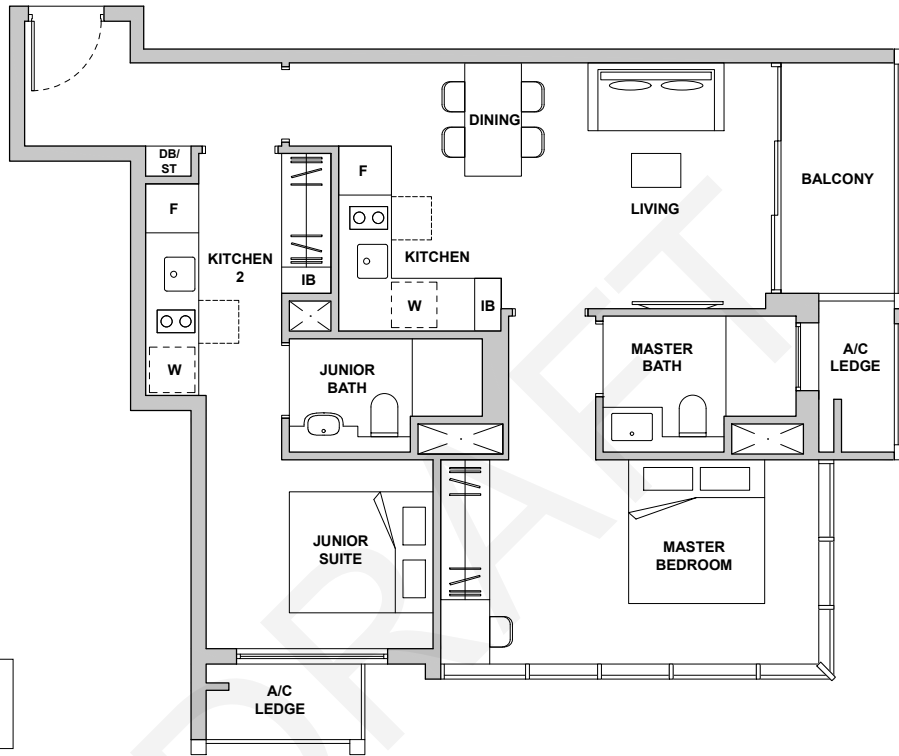 DINING
DB/
ST
F
F
BALCONY
LIVING
KITCHEN
2
KITCHEN
IB
W
IB
W
JUNIOR
BATH
MASTER
BATH
A/C
LEDGE
JUNIOR
SUITE
MASTER
BEDROOM
A/C
LEDGE
DRAFT